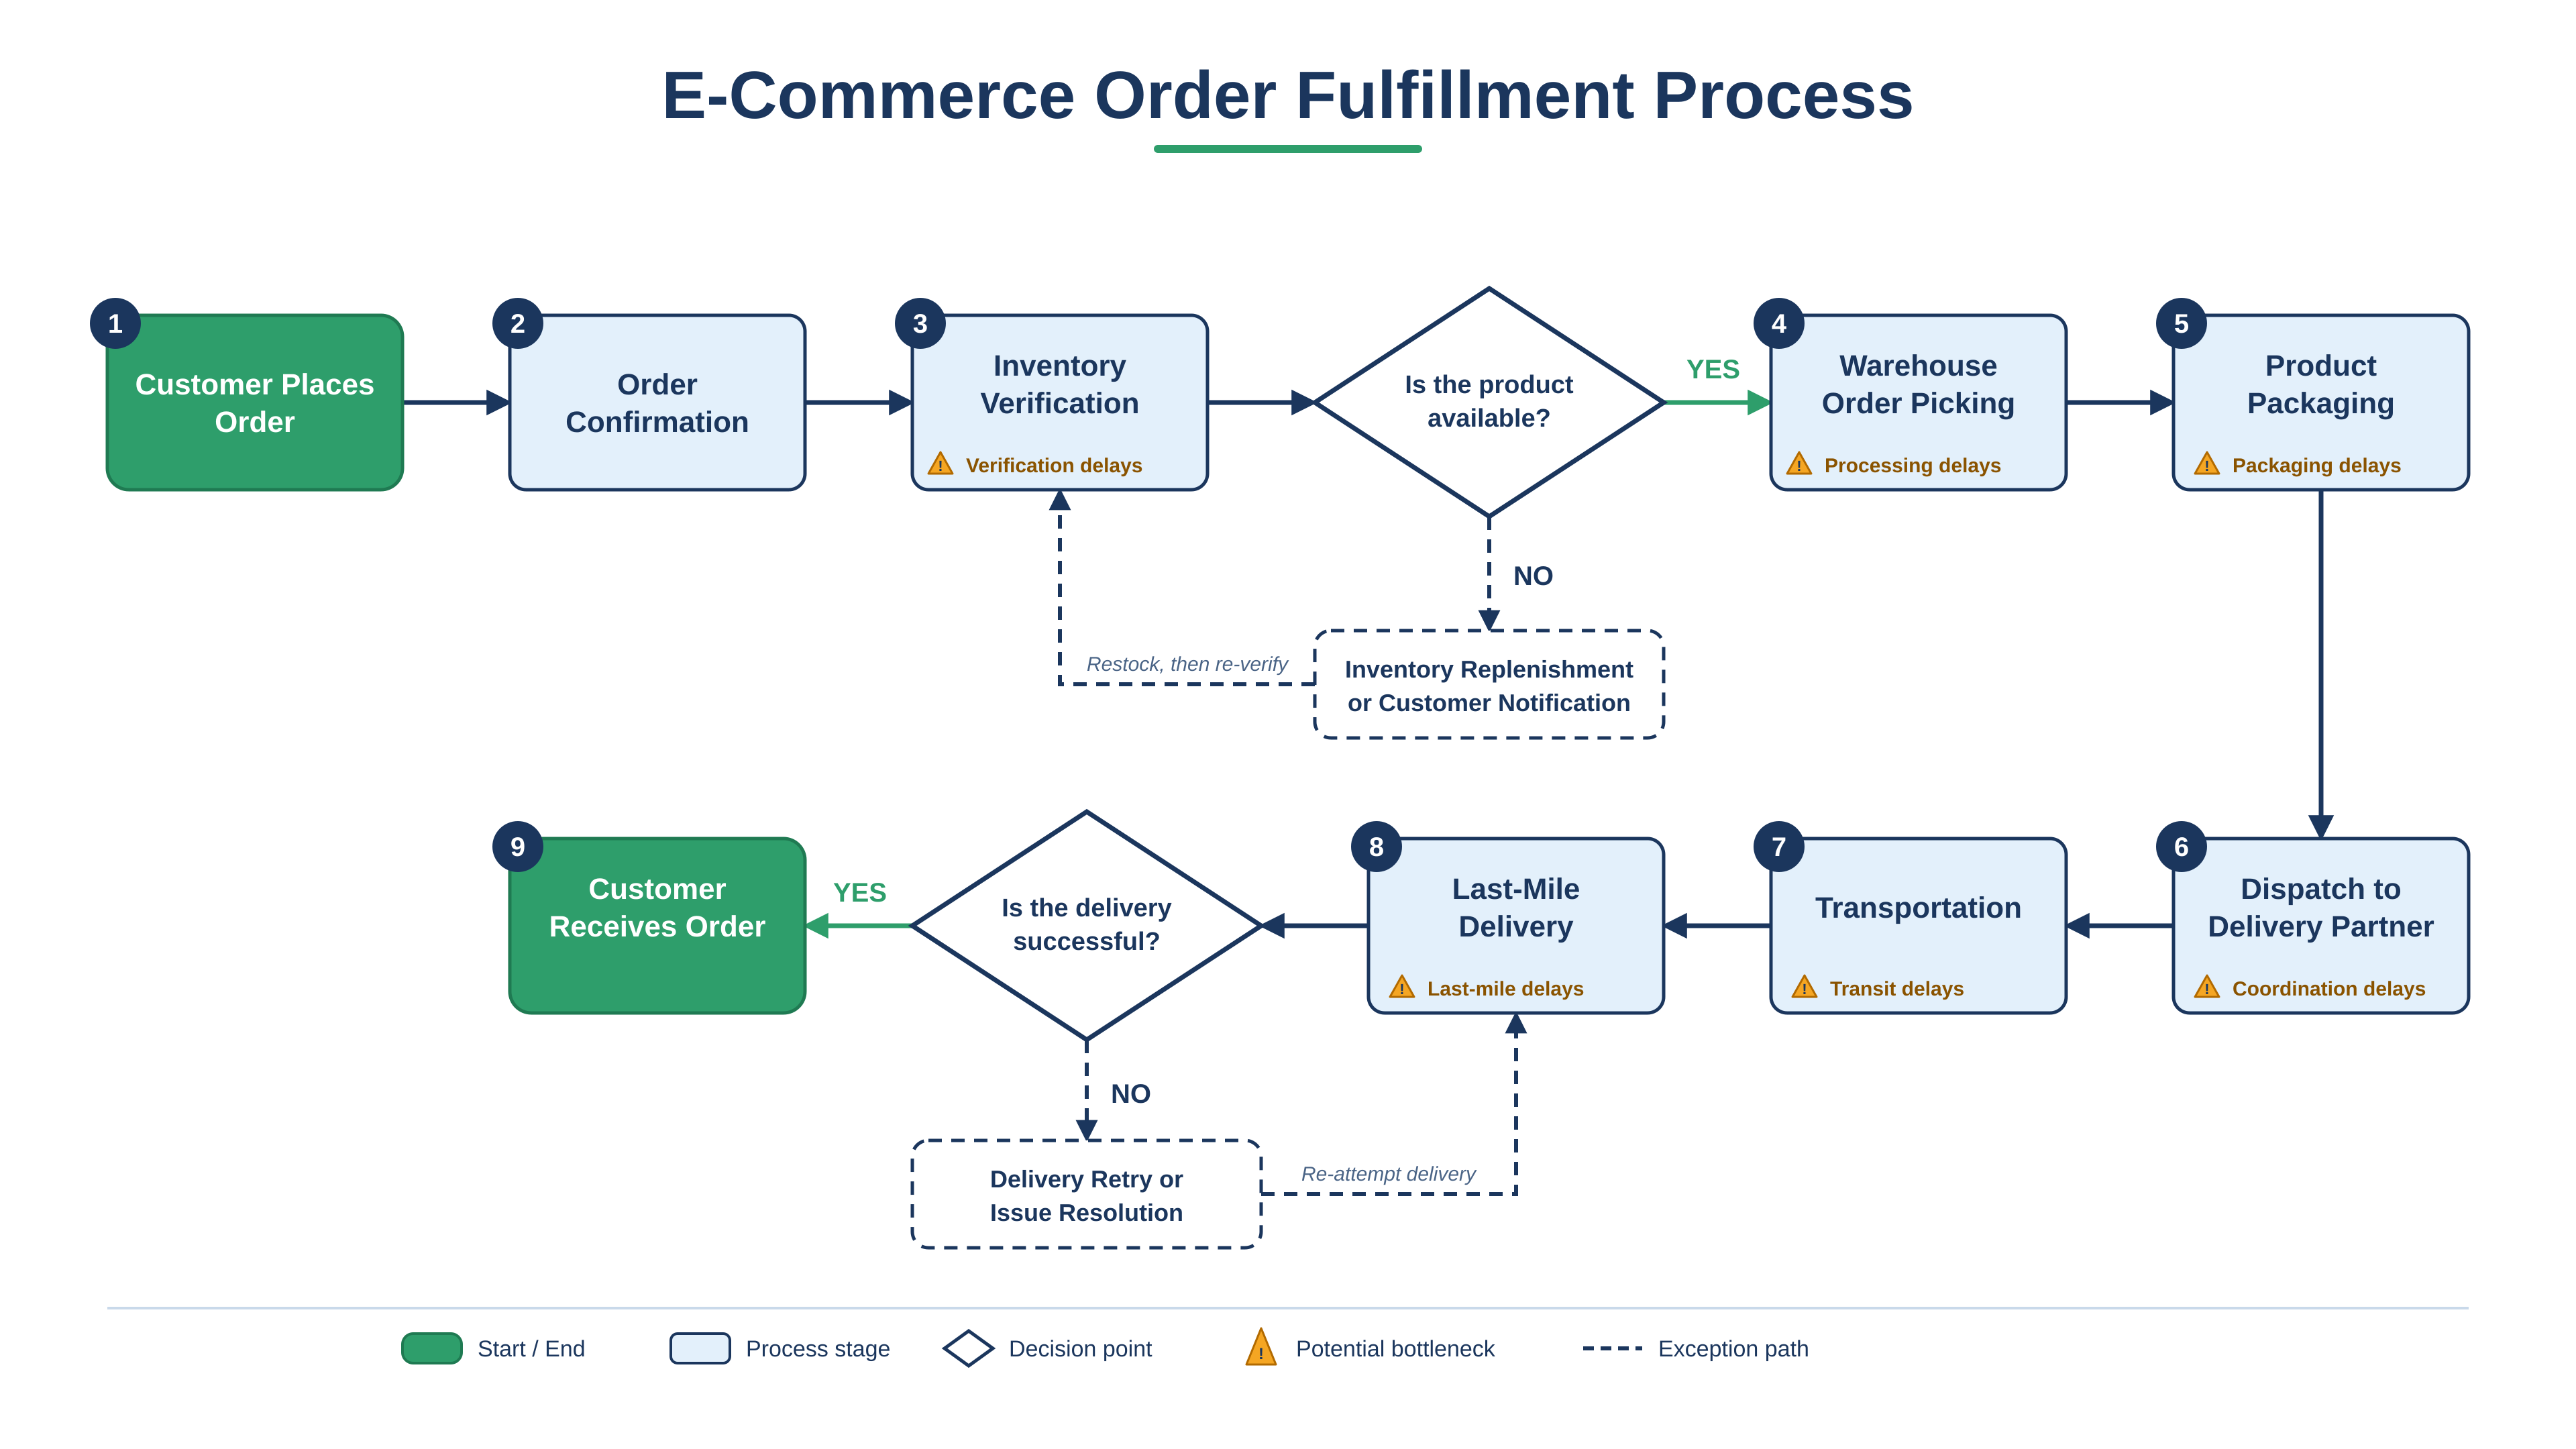 E-Commerce Order Fulfillment Process
1
Customer Places
Order
2
Order
Confirmation
3
Inventory
Verification
! Verification delays
Is the product
available?
YES
4
Warehouse
Order Picking
! Processing delays
5
Product
Packaging
! Packaging delays
NO
Restock, then re-verify
Inventory Replenishment
or Customer Notification
9
Customer
Receives Order
YES
Is the delivery
successful?
8
Last-Mile
Delivery
! Last-mile delays
7
Transportation
! Transit delays
6
Dispatch to
Delivery Partner
! Coordination delays
NO
Delivery Retry or
Issue Resolution
Re-attempt delivery
Start / End
Process stage
Decision point
! Potential bottleneck
Exception path